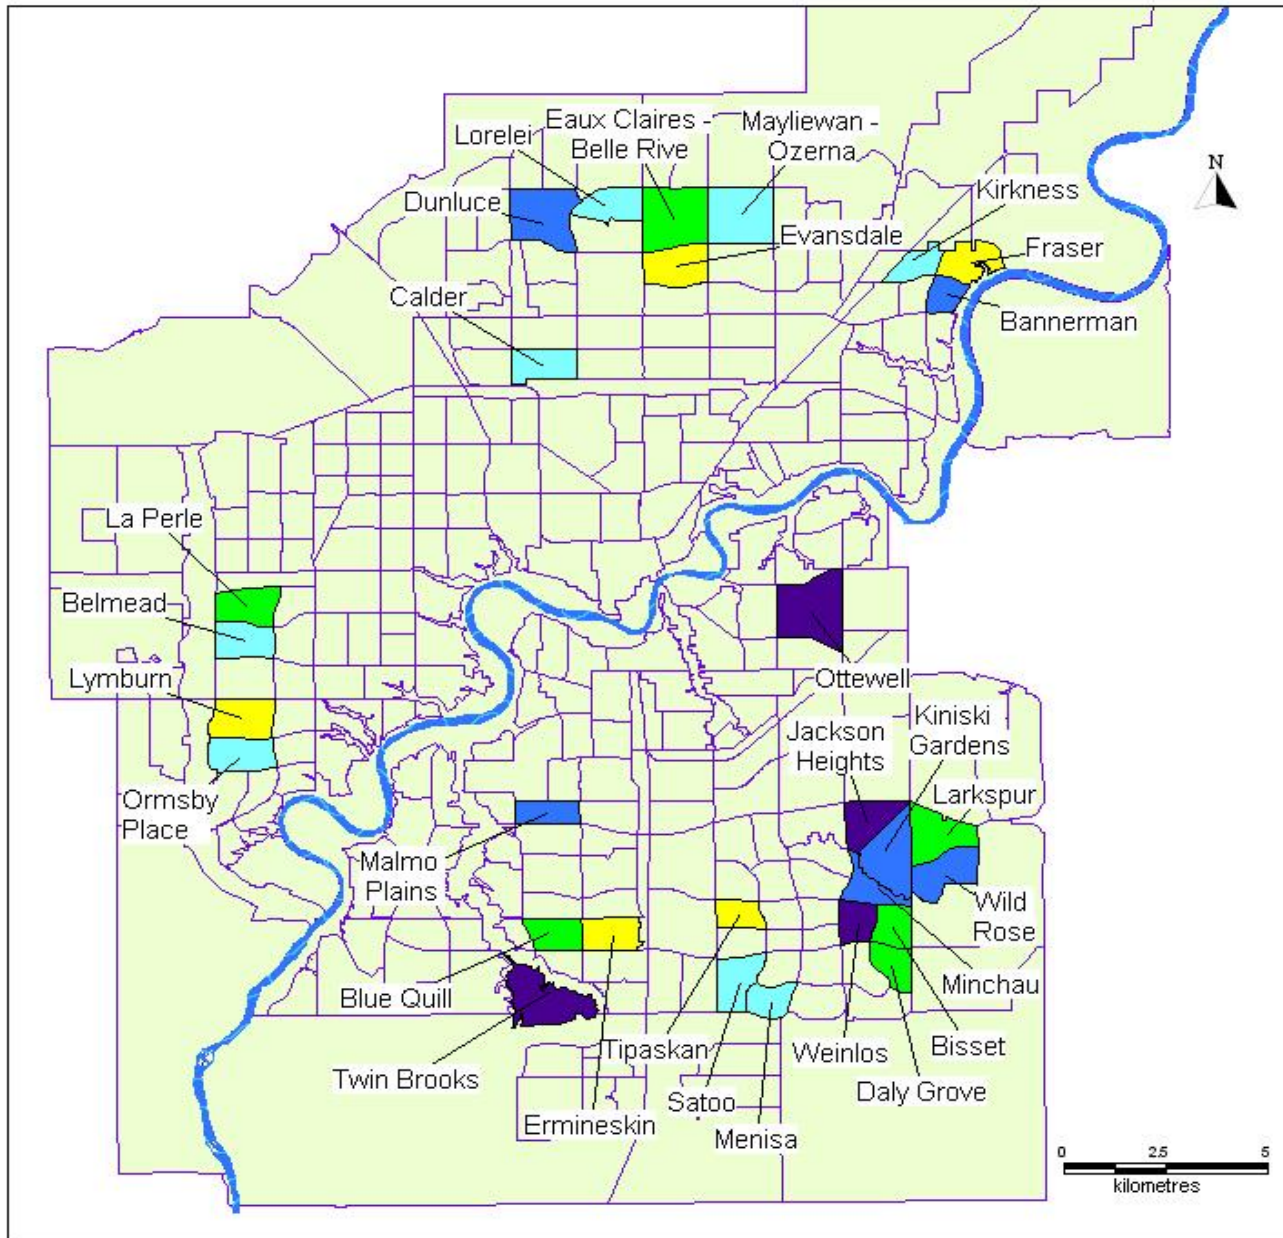 Eaux Claires -
Belle Rive
Mayliewan -
Ozerna
Lorelei
Dunluce
Kirkness
N
Evansdale
Fraser
Calder
Bannerman
La Perle
Belmead
Lymburn
Ottewell
Kiniski
Gardens
Jackson
Heights
Larkspur
Ormsby
Place
Malmo
Plains
Wild
Rose
Minchau
Blue Quill
Tipaskan
Weinlos
Bisset
Twin Brooks
Satoo
Daly Grove
Ermineskin
Menisa
0 2.5 5
kilometres